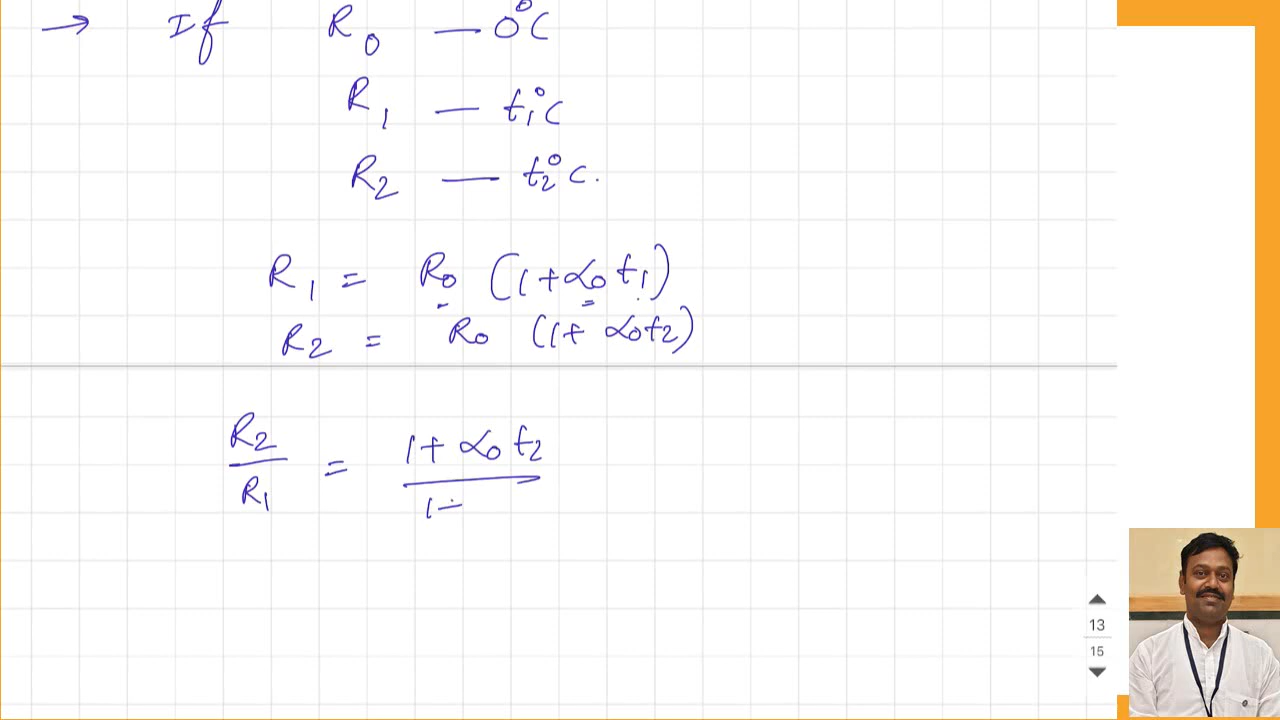 → If R₀ — 0°C
R₁ — t₁°C
R₂ — t₂°C.
R₁ = R₀ (1+α₀t₁)
R₂ = R₀ (1+ α₀t₂)
R₂/R₁ = 1+ α₀t₂/1+
13
15